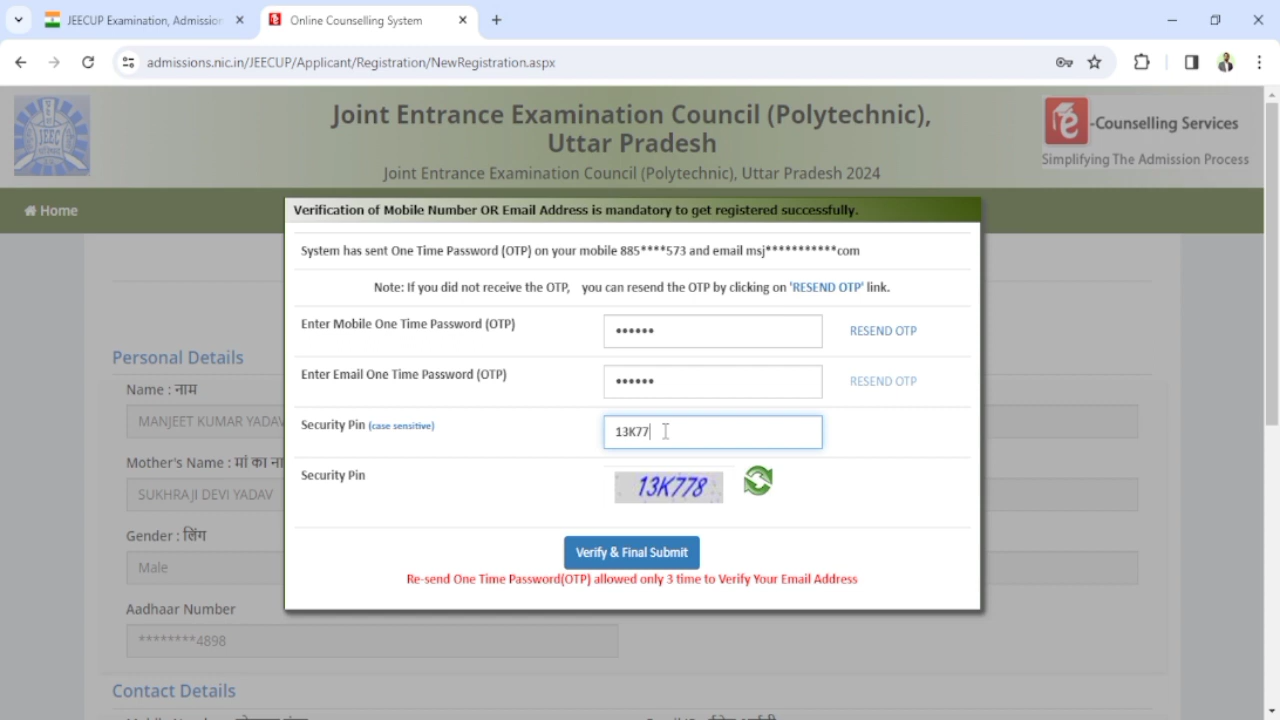 JEECUP Examination, Admission
Online Counselling System
admissions.nic.in/JEECUP/Applicant/Registration/NewRegistration.aspx
JEEC
Joint Entrance Examination Council (Polytechnic),
Uttar Pradesh
Joint Entrance Examination Council (Polytechnic), Uttar Pradesh 2024
e -Counselling Services
Simplifying The Admission Process
Home
Verification of Mobile Number OR Email Address is mandatory to get registered successfully.
System has sent One Time Password (OTP) on your mobile 885****573 and email msj***********com
Note: If you did not receive the OTP, you can resend the OTP by clicking on 'RESEND OTP' link.
Enter Mobile One Time Password (OTP) •••••• RESEND OTP
Enter Email One Time Password (OTP) •••••• RESEND OTP
Security Pin (case sensitive) 13K77
Security Pin 13K778
Verify & Final Submit
Re-send One Time Password(OTP) allowed only 3 time to Verify Your Email Address
Personal Details
Name : नाम
MANJEET KUMAR YADAV
Mother's Name : मां का ना
SUKHRAJI DEVI YADAV
Gender : लिंग
Male
Aadhaar Number
********4898
Contact Details